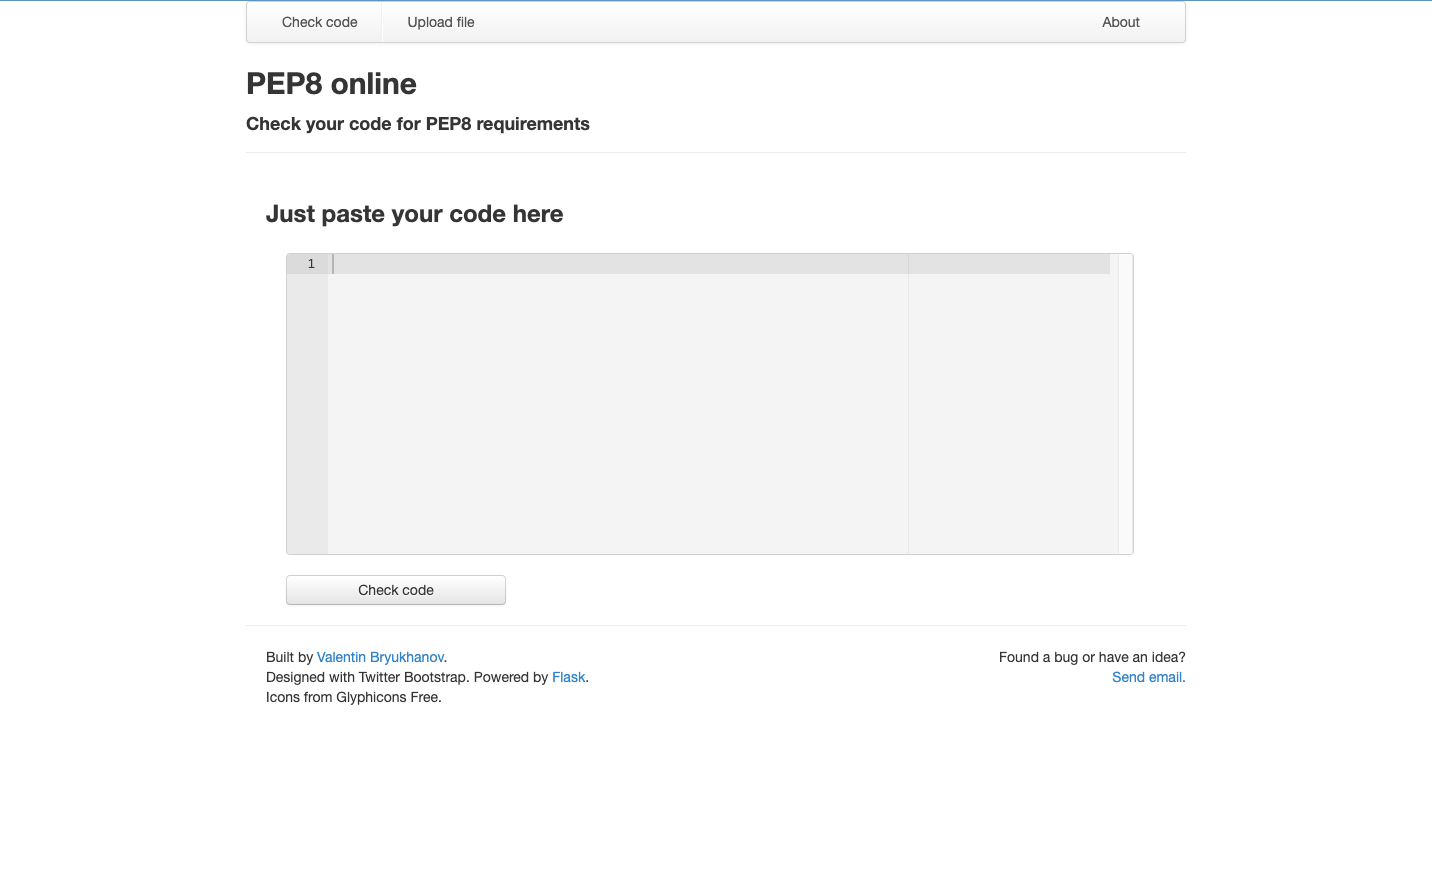 Check code
Upload file
About
PEP8 online
Check your code for PEP8 requirements
Just paste your code here
1
Check code
Built by Valentin Bryukhanov.
Designed with Twitter Bootstrap. Powered by Flask.
Icons from Glyphicons Free.
Found a bug or have an idea?
Send email.